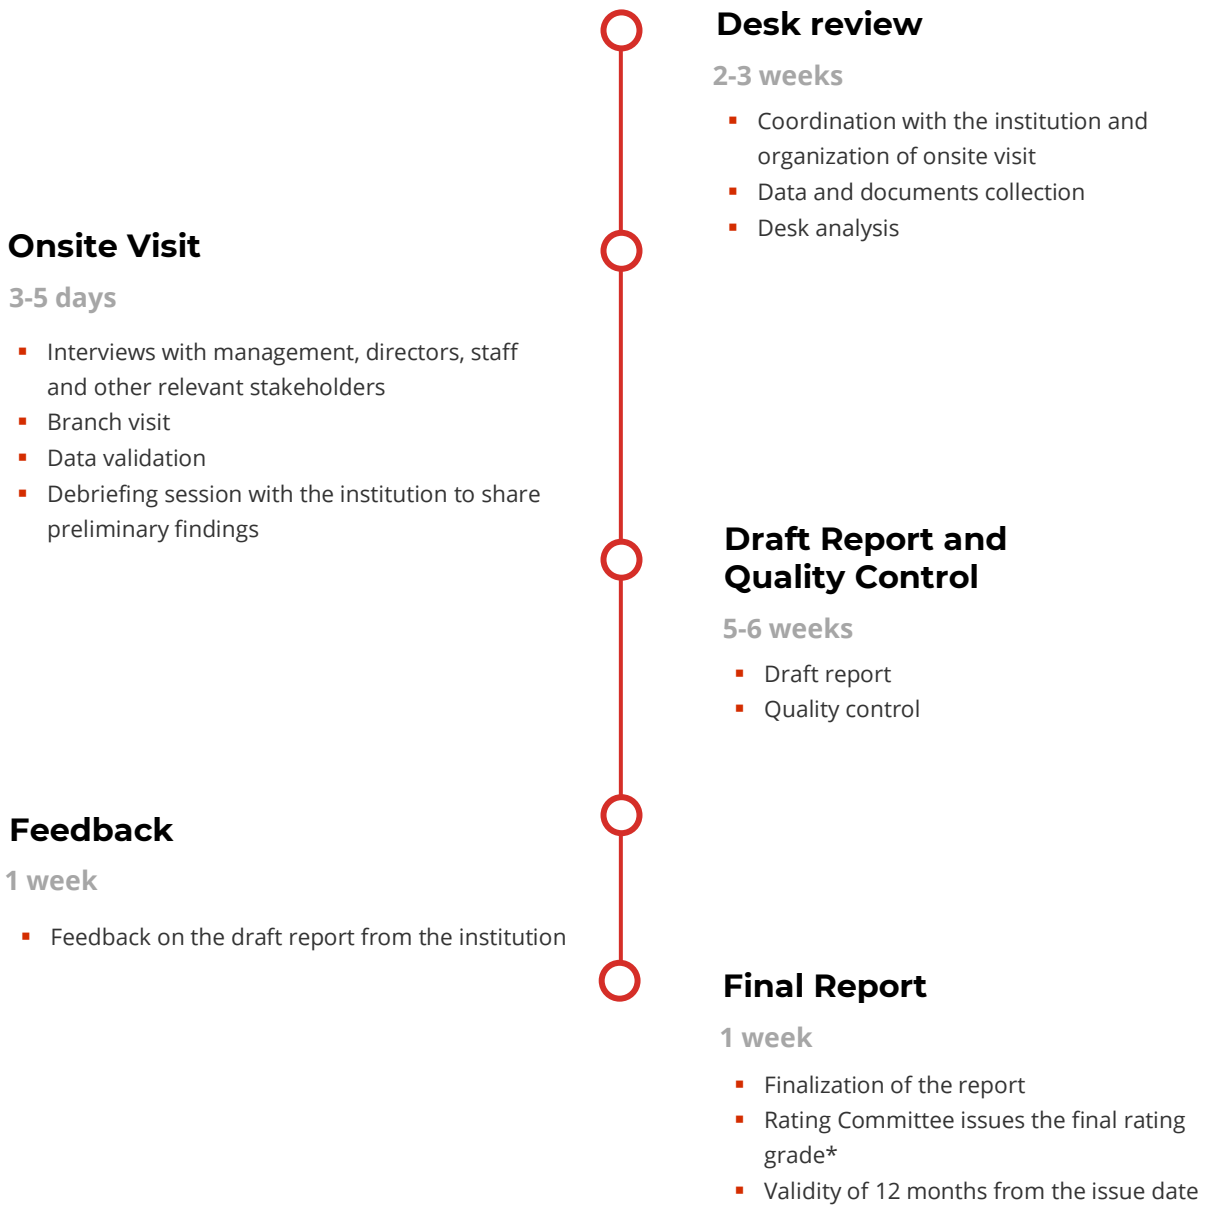 Desk review
2-3 weeks
▪ Coordination with the institution and
organization of onsite visit
▪ Data and documents collection
▪ Desk analysis
Onsite Visit
3-5 days
▪ Interviews with management, directors, staff
and other relevant stakeholders
▪ Branch visit
▪ Data validation
▪ Debriefing session with the institution to share
preliminary findings
Draft Report and
Quality Control
5-6 weeks
▪ Draft report
▪ Quality control
Feedback
1 week
▪ Feedback on the draft report from the institution
Final Report
1 week
▪ Finalization of the report
▪ Rating Committee issues the final rating
grade*
▪ Validity of 12 months from the issue date